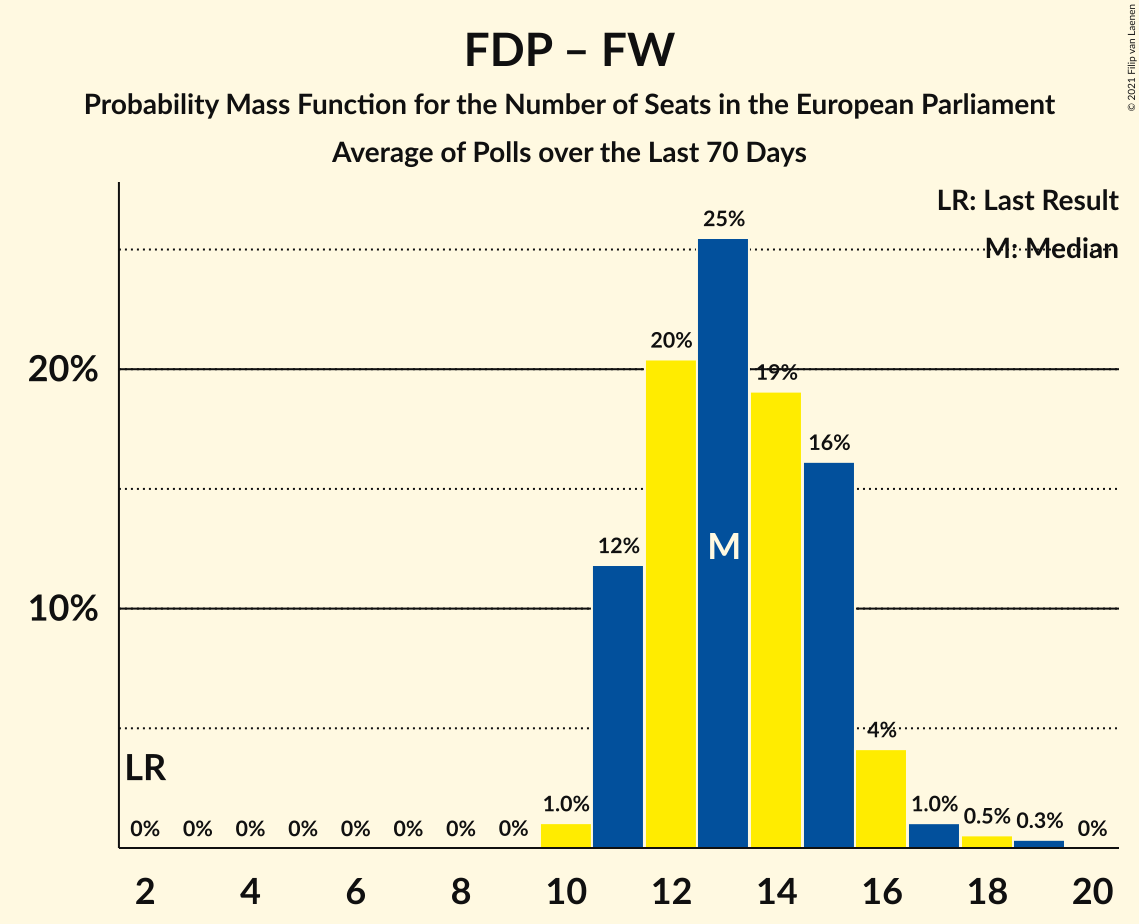 FDP – FW
Probability Mass Function for the Number of Seats in the European Parliament
Average of Polls over the Last 70 Days
© 2021 Filip van Laenen
LR: Last Result
M: Median
25%
20%
19%
16%
12%
4%
1.0%
1.0%
0.5%
0.3%
0%
0%
0%
0%
0%
0%
0%
0%
0%
20%
10%
LR
M
2 4 6 8 10 12 14 16 18 20